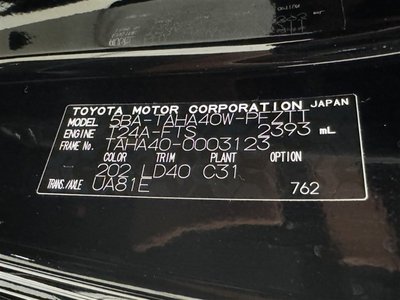 TOYOTA MOTOR CORPORATION JAPAN
MODEL 5BA-TAHA40W-PFZTT
ENGINE T24A-FTS 2393 mL
FRAME No. TAHA40-0003123
COLOR TRIM PLANT OPTION
202 LD40 C31
TRANS./AXLE UA81E 762